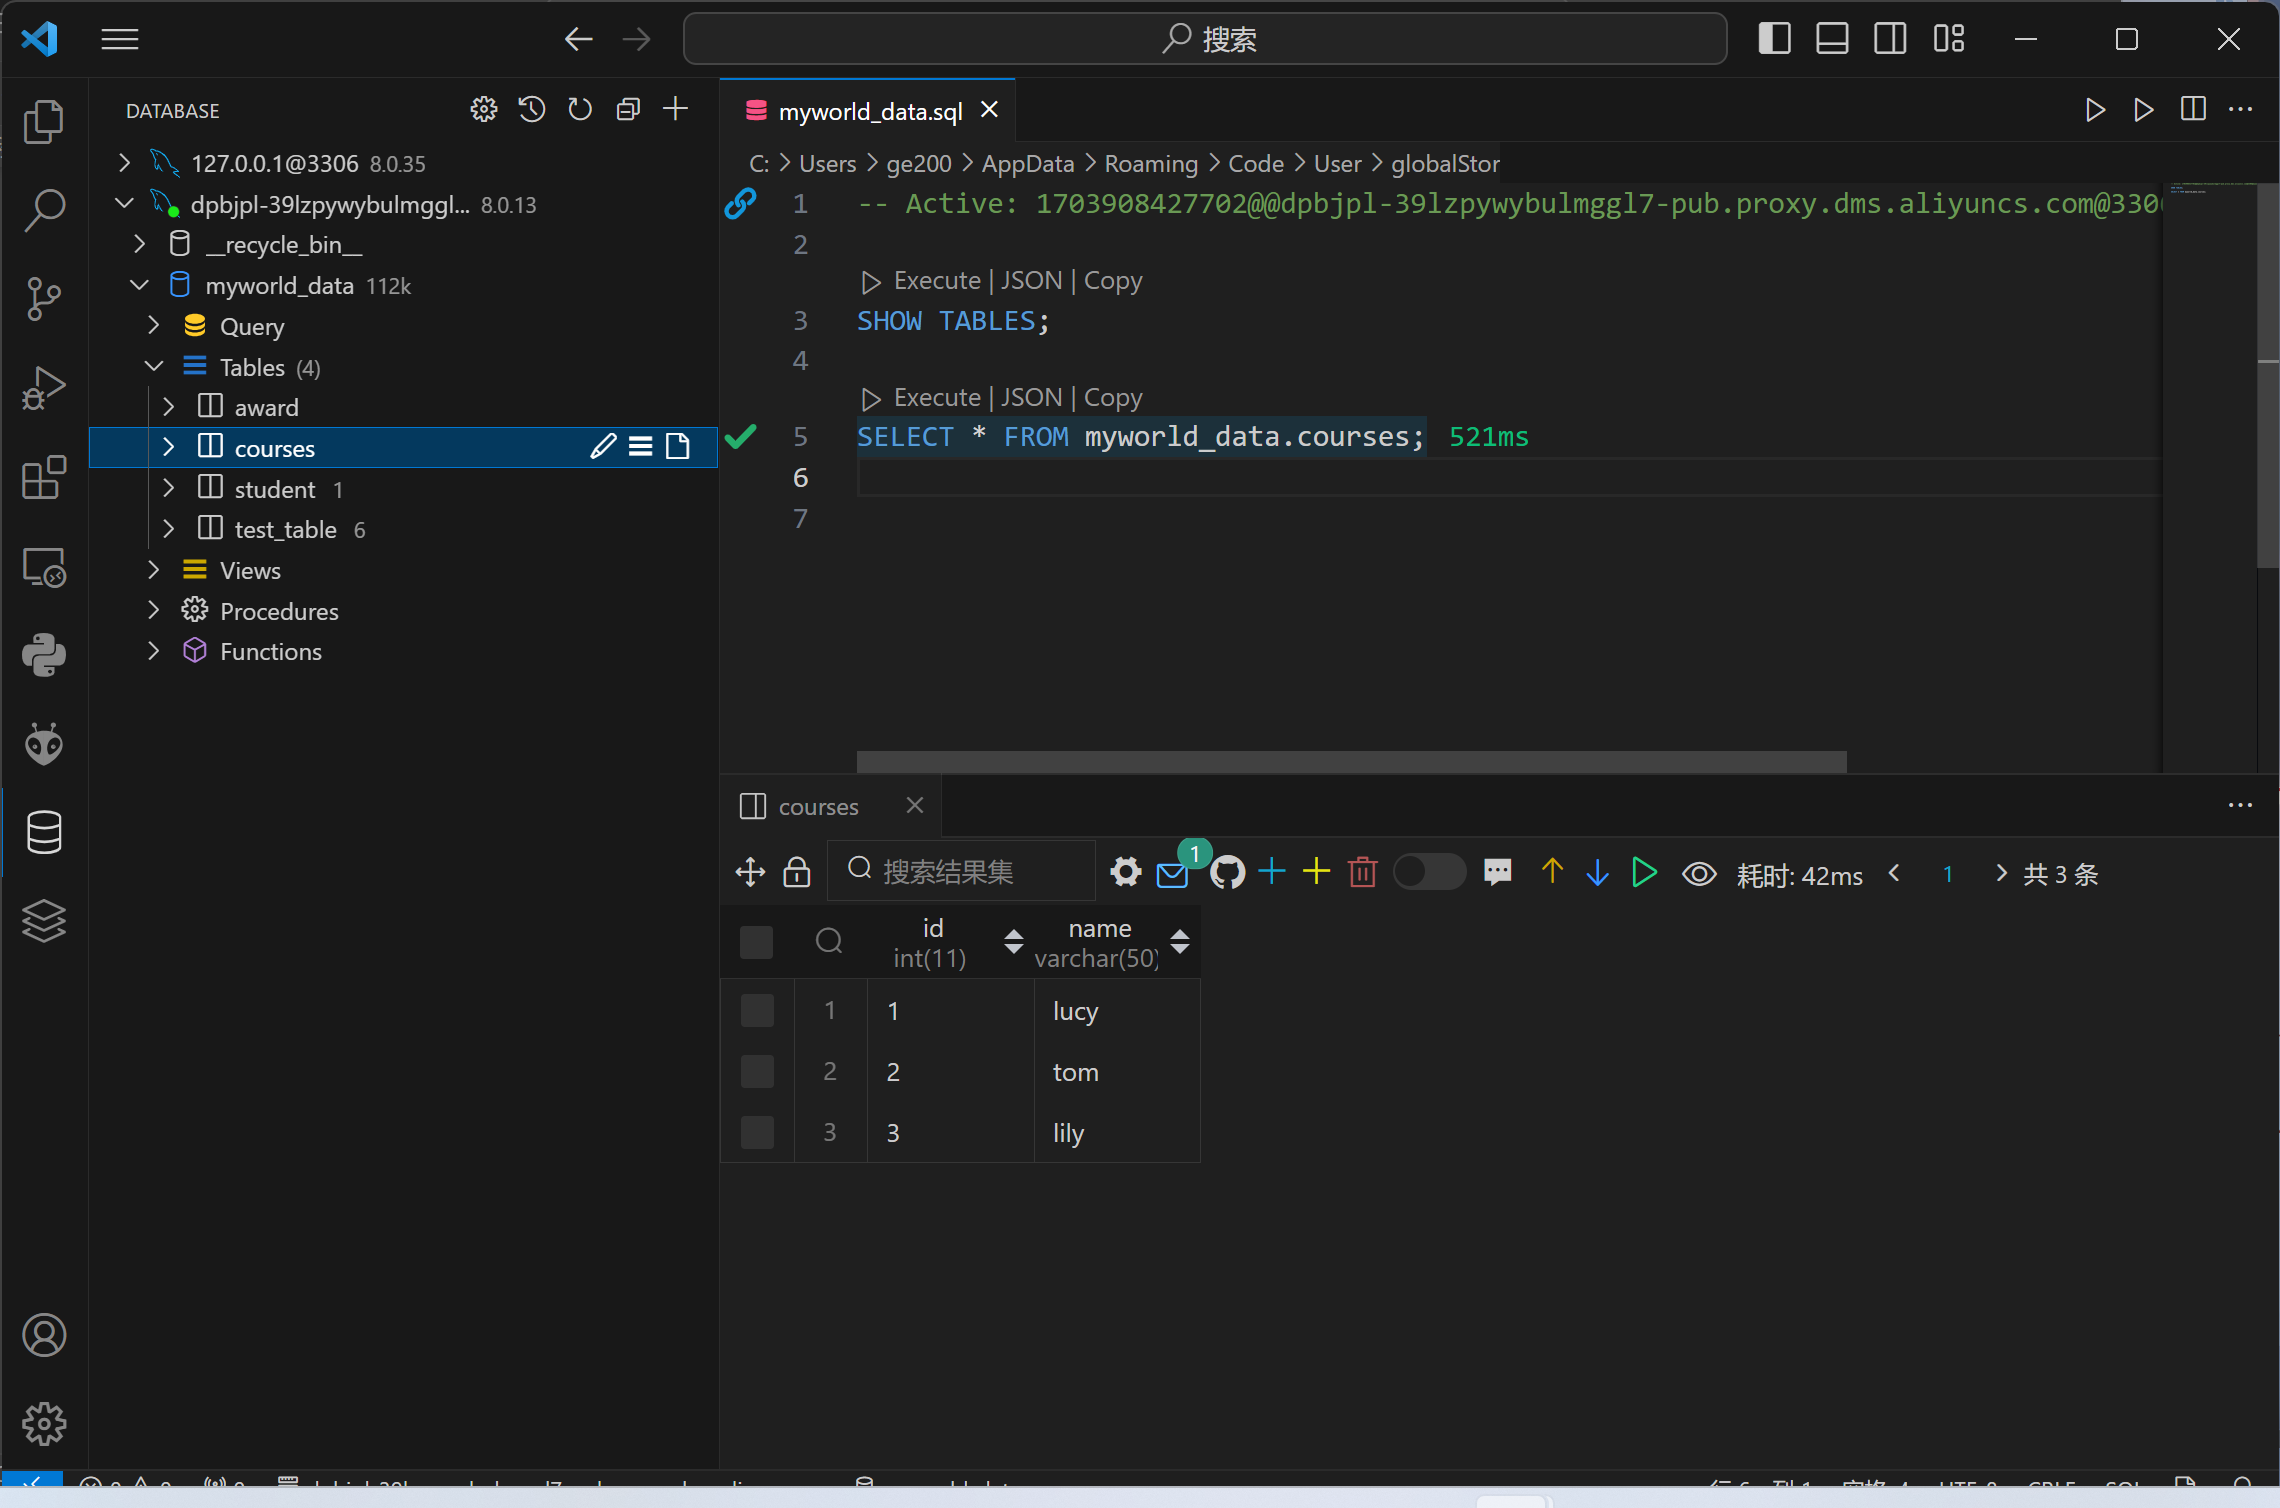 搜索
DATABASE
127.0.0.1@3306 8.0.35
dpbjpl-39lzpywybulmggl... 8.0.13
__recycle_bin__
myworld_data 112k
Query
Tables (4)
award
courses
student 1
test_table 6
Views
Procedures
Functions
myworld_data.sql
C: > Users > ge200 > AppData > Roaming > Code > User > globalStor
1 -- Active: 1703908427702@@dpbjpl-39lzpywybulmggl7-pub.proxy.dms.aliyuncs.com@3306
2
Execute | JSON | Copy
3 SHOW TABLES;
4
Execute | JSON | Copy
5 SELECT * FROM myworld_data.courses; 521ms
6
7
courses
搜索结果集 1 耗时: 42ms 1 共 3 条
id name
int(11) varchar(50)
1 1 lucy
2 2 tom
3 3 lily